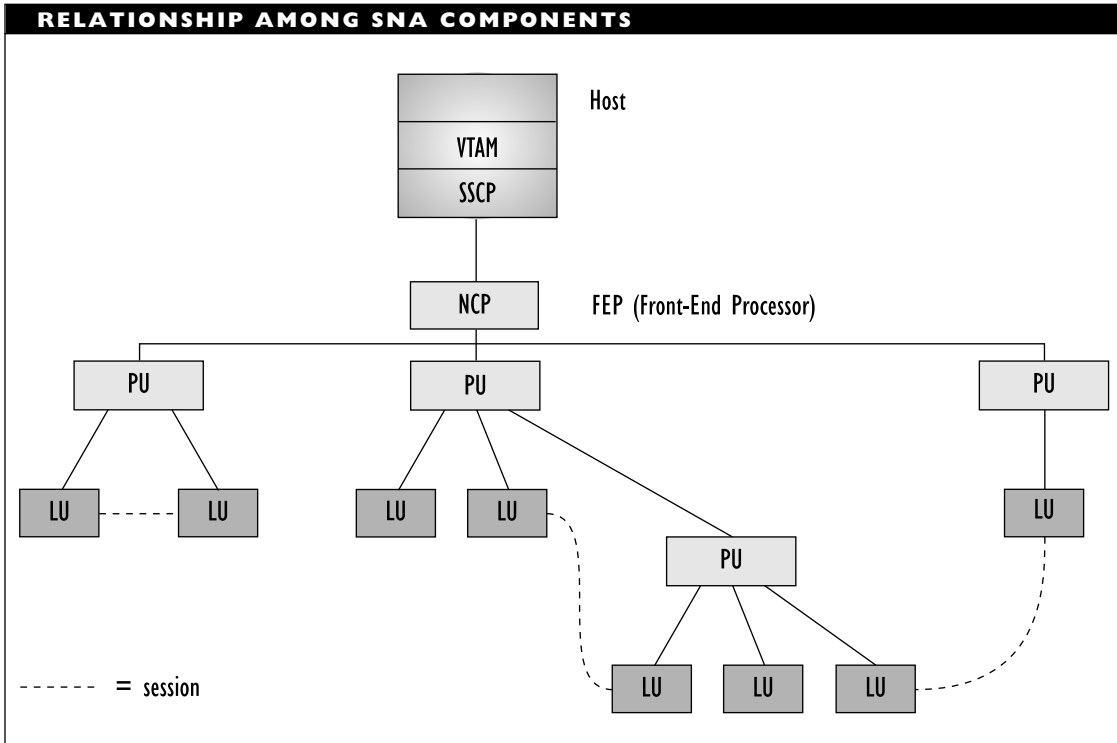 RELATIONSHIP AMONG SNA COMPONENTS
Host
VTAM
SSCP
NCP
FEP (Front-End Processor)
PU
PU
PU
LU
LU
LU
LU
LU
PU
LU
LU
LU
= session